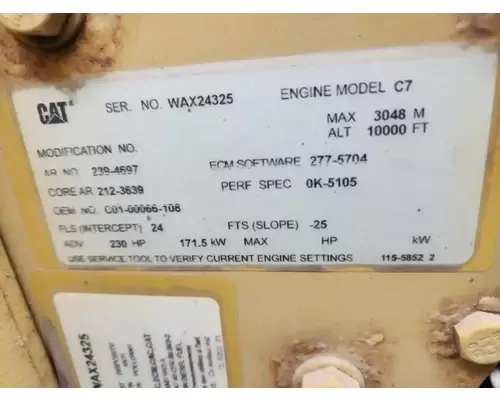 CAT SER. NO. WAX24325 ENGINE MODEL C7
MAX 3048 M
ALT 10000 FT
MODIFICATION NO.
AR NO. 239-4697 ECM SOFTWARE 277-5704
CORE AR 212-3639 PERF SPEC 0K-5105
OEM NO. C01-00066-108
FLS (INTERCEPT) 24 FTS (SLOPE) -25
ADV 230 HP 171.5 kW MAX HP kW
USE SERVICE TOOL TO VERIFY CURRENT ENGINE SETTINGS 115-5852 2
WAX24325